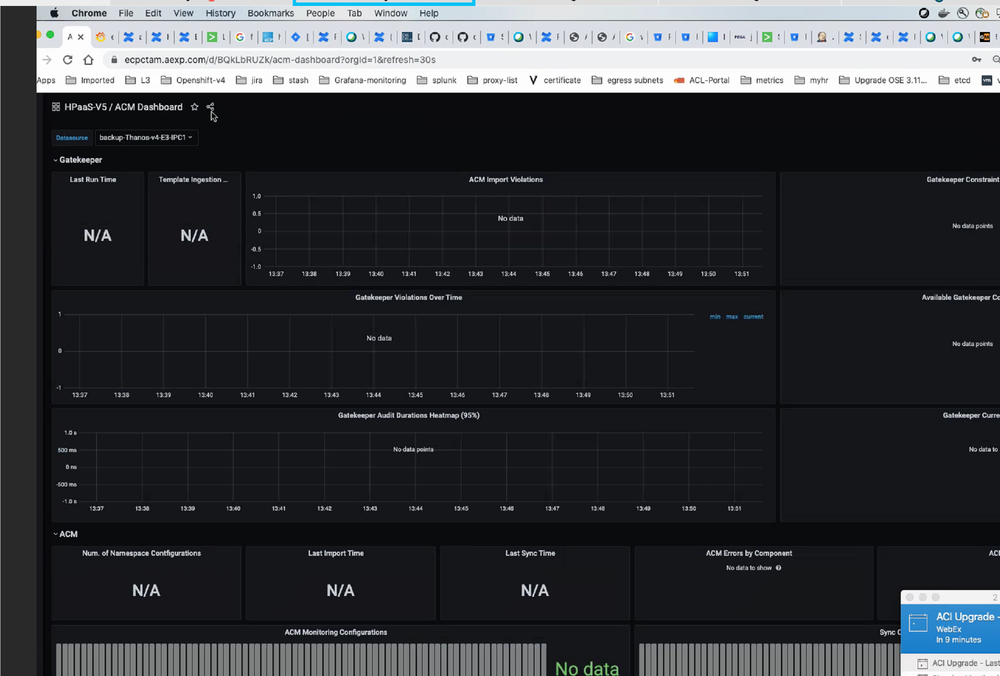 Chrome File Edit View History Bookmarks People Tab Window Help
ecpctam.aexp.com/d/BQkLbRUZk/acm-dashboard?orgId=1&refresh=30s
Apps Imported L3 Openshift-v4 jira stash Grafana-monitoring splunk proxy-list certificate egress subnets ACL-Portal metrics myhr Upgrade OSE 3.11... etcd vm
HPaaS-V5 / ACM Dashboard
Datasource backup-Thanos-v4-E3-IPC1
Gatekeeper
Last Run Time
N/A
Template Ingestion ...
N/A
ACM Import Violations
1.0
0.5
No data
0
-0.5
-1.0
13:37 13:38 13:39 13:40 13:41 13:42 13:43 13:44 13:45 13:46 13:47 13:48 13:49 13:50 13:51
Gatekeeper Constraint
No data points
Gatekeeper Violations Over Time
1
min max current
No data
0
-1
13:37 13:38 13:39 13:40 13:41 13:42 13:43 13:44 13:45 13:46 13:47 13:48 13:49 13:50 13:51
Available Gatekeeper Co
No data points
Gatekeeper Audit Durations Heatmap (95%)
1.0 s
500 ms
No data points
0 ns
-500 ms
-1.0 s
13:37 13:38 13:39 13:40 13:41 13:42 13:43 13:44 13:45 13:46 13:47 13:48 13:49 13:50 13:51
Gatekeeper Curre
No data to
ACM
Num. of Namespace Contfigurations
N/A
Last Import Time
N/A
Last Sync Time
N/A
ACM Errors by Component
No data to show
ACM Monitoring Configurations
No data
Sync
ACI Upgrade -
WebEx
In 9 minutes
ACI Upgrade - Last